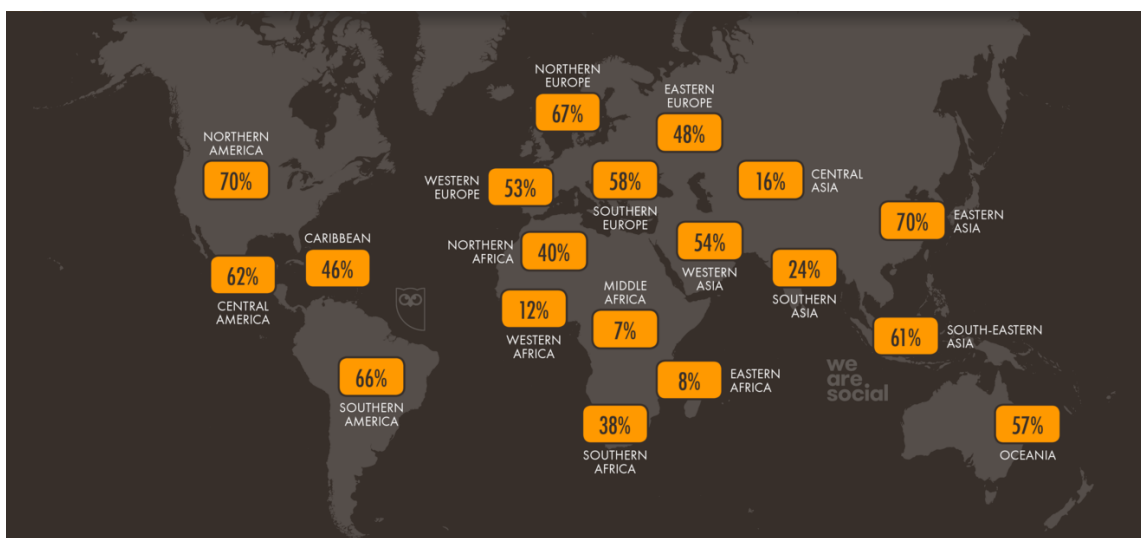 NORTHERN
EUROPE
67%
EASTERN
EUROPE
48%
NORTHERN
AMERICA
70%
WESTERN
EUROPE
53%
58%
SOUTHERN
EUROPE
16%
CENTRAL
ASIA
70%
EASTERN
ASIA
CARIBBEAN
46%
NORTHERN
AFRICA
40%
54%
WESTERN
ASIA
62%
CENTRAL
AMERICA
24%
SOUTHERN
ASIA
12%
WESTERN
AFRICA
MIDDLE
AFRICA
7%
61%
SOUTH-EASTERN
ASIA
66%
SOUTHERN
AMERICA
8%
EASTERN
AFRICA
we
are
social
38%
SOUTHERN
AFRICA
57%
OCEANIA